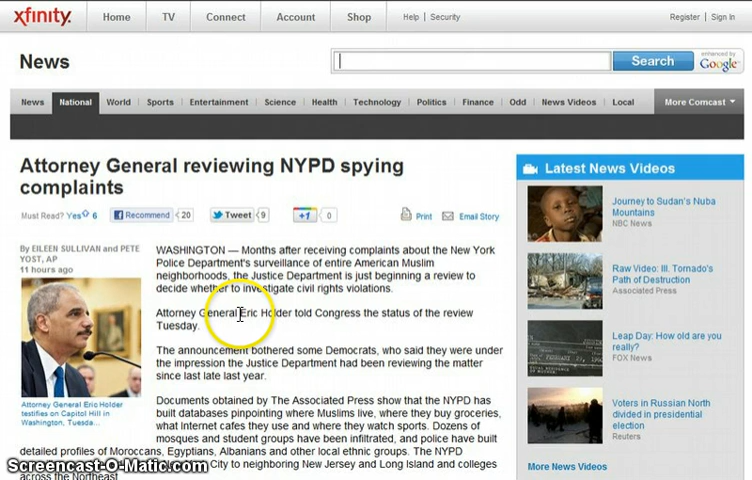 xfinity.
Home TV Connect Account Shop Help | Security Register | Sign In
News
Search
enhanced by Google
News National World Sports Entertainment Science Health Technology Politics Finance Odd News Videos Local More Comcast
Attorney General reviewing NYPD spying
complaints
Must Read? Yes 6 Recommend 20 Tweet 9 +1 0 Print Email Story
By EILEEN SULLIVAN and PETE
YOST, AP
11 hours ago
Attorney General Eric Holder
testifies on Capitol Hill in
Washington, Tuesda...
WASHINGTON — Months after receiving complaints about the New York
Police Department's surveillance of entire American Muslim
neighborhoods, the Justice Department is just beginning a review to
decide whether to investigate civil rights violations.
Attorney General Eric Holder told Congress the status of the review
Tuesday.
The announcement bothered some Democrats, who said they were under
the impression the Justice Department had been reviewing the matter
since last late last year.
Documents obtained by The Associated Press show that the NYPD has
built databases pinpointing where Muslims live, where they buy groceries,
what Internet cafes they use and where they watch sports. Dozens of
mosques and student groups have been infiltrated, and police have built
detailed profiles of Moroccans, Egyptians, Albanians and other local ethnic groups. The NYPD
City to neighboring New Jersey and Long Island and colleges
across the Northeast
Latest News Videos
Journey to Sudan's Nuba
Mountains
NBC News
Raw Video: Ill. Tornado's
Path of Destruction
Associated Press
Leap Day: How old are you
really?
FOX News
Voters in Russian North
divided in presidential
election
Reuters
More News Videos
Screencast-O-Matic.com